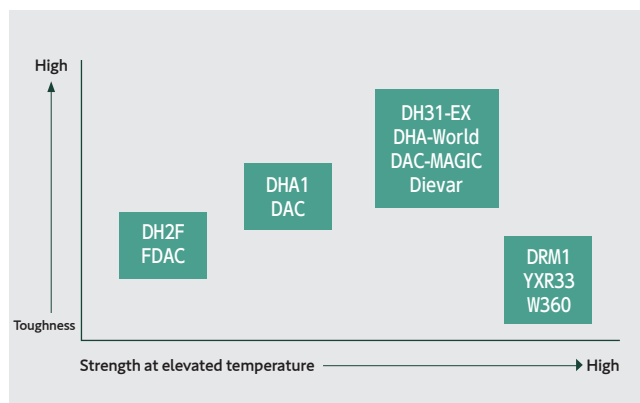 High
DH31-EX
DHA-World
DAC-MAGIC
Dievar
DHA1
DAC
DH2F
FDAC
DRM1
YXR33
W360
Toughness
Strength at elevated temperature
High